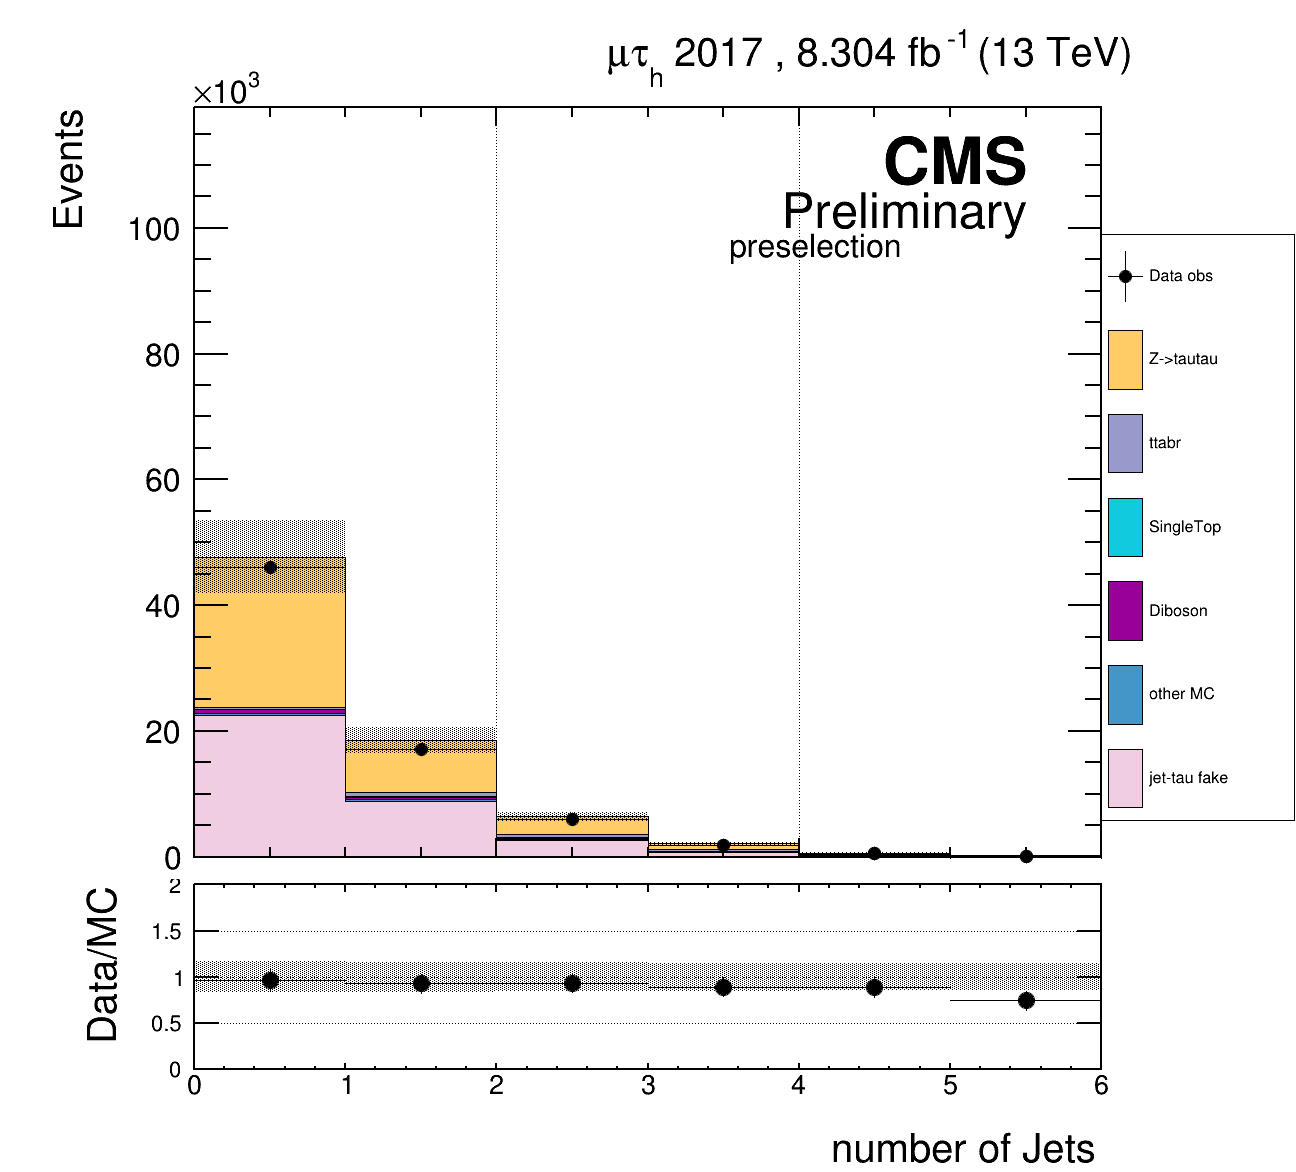 μτh 2017 , 8.304 fb-1 (13 TeV)
×10³
Events
CMS
Preliminary
preselection
100
80
60
40
20
0
Data obs
Z->tautau
ttabr
SingleTop
Diboson
other MC
jet-tau fake
Data/MC
2
1.5
1
0.5
0
0 1 2 3 4 5 6
number of Jets